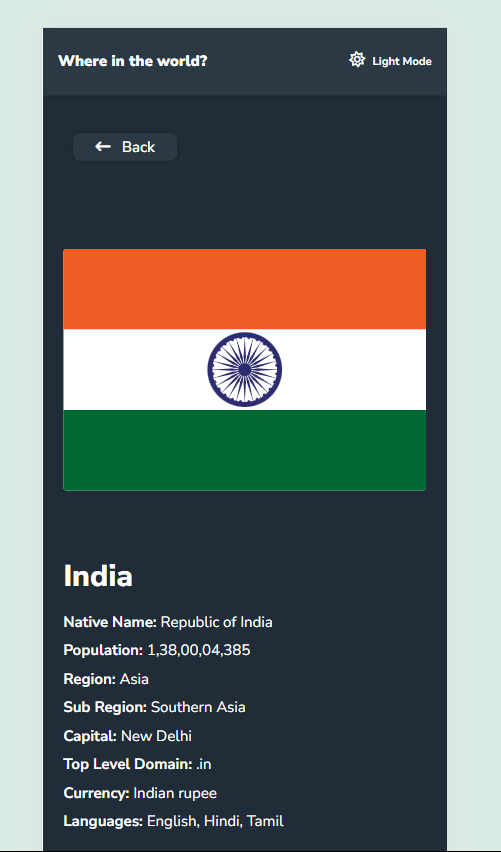 Where in the world? Light Mode
Back
India
Native Name: Republic of India
Population: 1,38,00,04,385
Region: Asia
Sub Region: Southern Asia
Capital: New Delhi
Top Level Domain: .in
Currency: Indian rupee
Languages: English, Hindi, Tamil